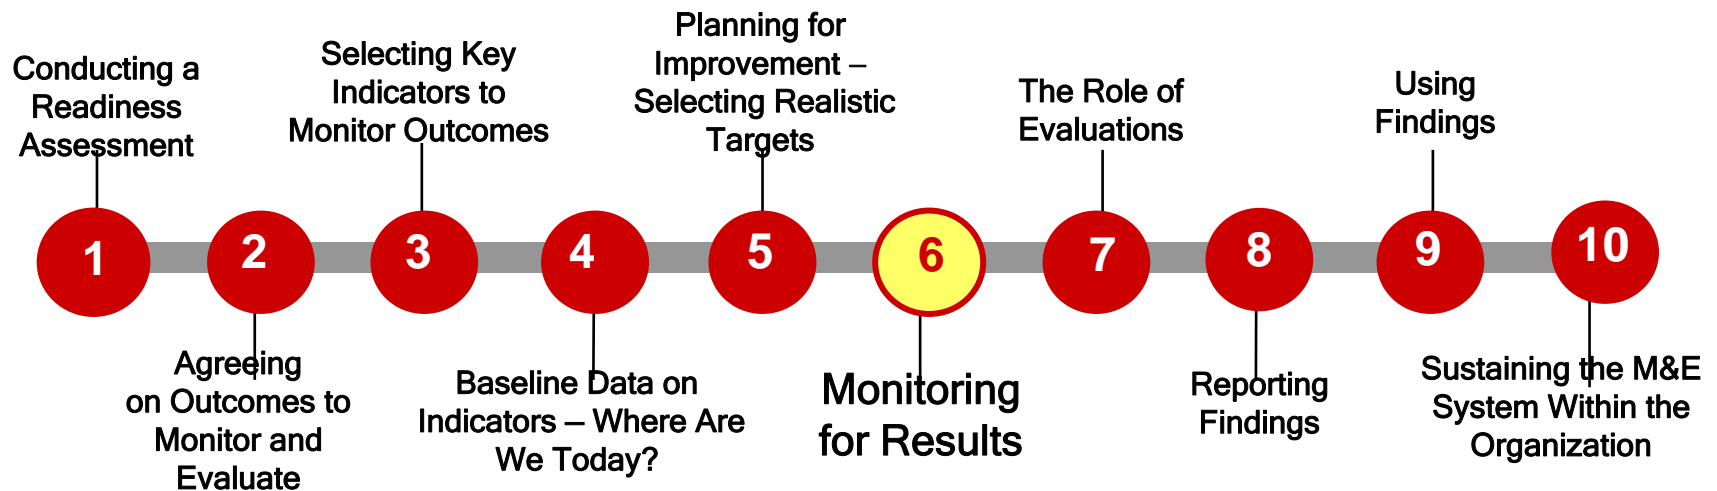 Conducting a
Readiness
Assessment
Selecting Key
Indicators to
Monitor Outcomes
Planning for
Improvement –
Selecting Realistic
Targets
The Role of
Evaluations
Using
Findings
1
2
3
4
5
6
7
8
9
10
Agreeing
on Outcomes to
Monitor and
Evaluate
Baseline Data on
Indicators – Where Are
We Today?
Monitoring
for Results
Reporting
Findings
Sustaining the M&E
System Within the
Organization